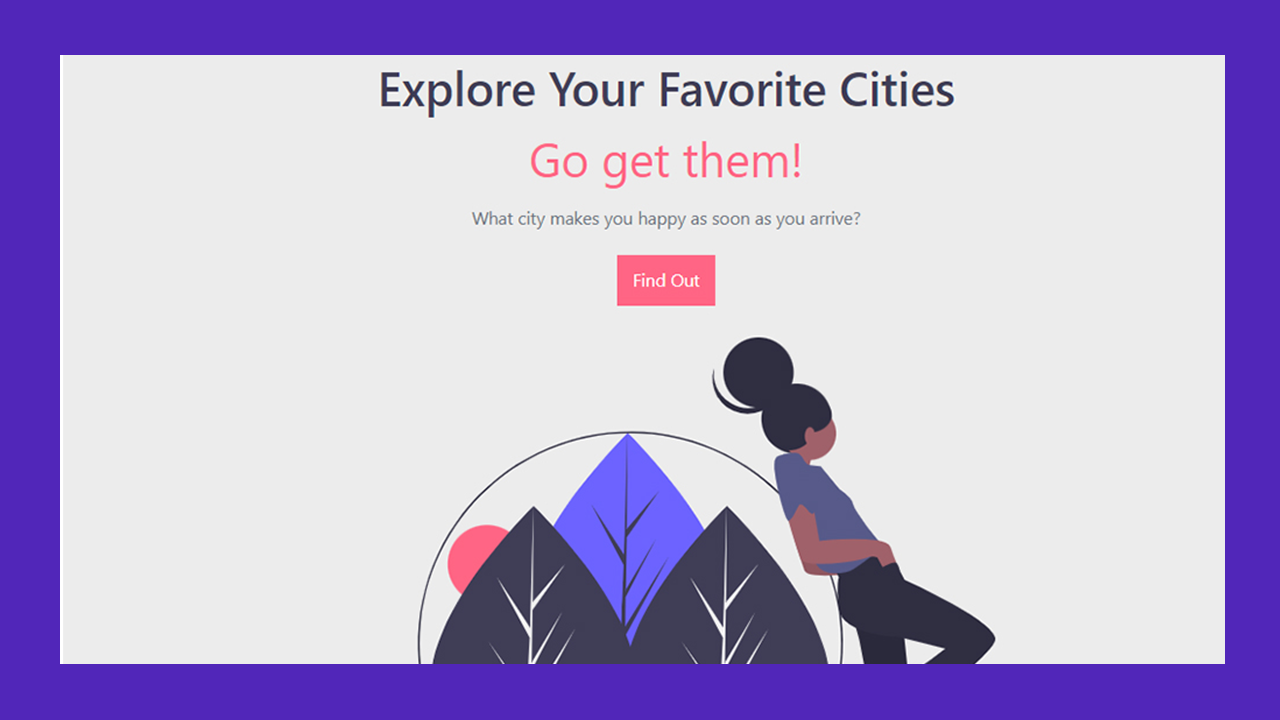 Explore Your Favorite Cities
Go get them!
What city makes you happy as soon as you arrive?
Find Out